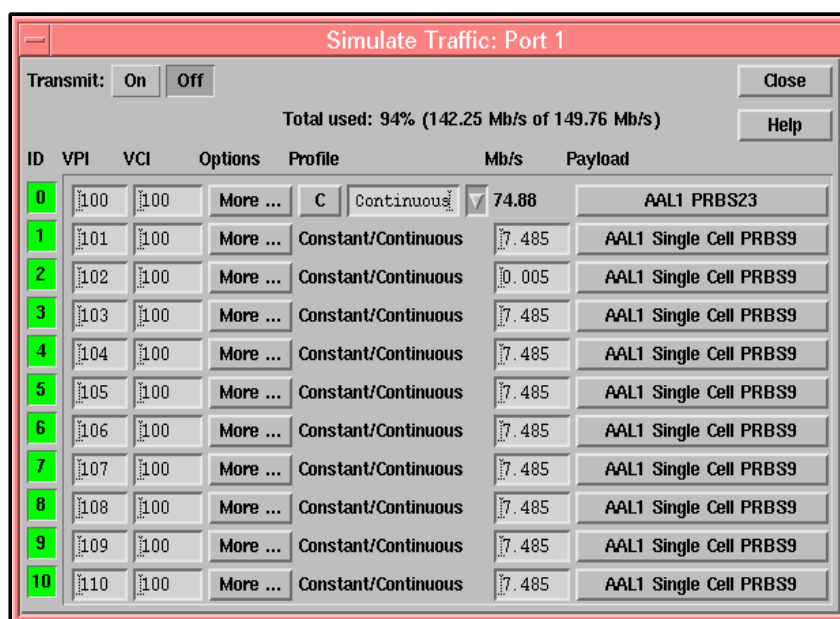 Simulate Traffic: Port 1
Transmit: On Off Close
Total used: 94% (142.25 Mb/s of 149.76 Mb/s)
Help
ID VPI VCI Options Profile Mb/s Payload
0 100 100 More ... C Continuous 74.88 AAL1 PRBS23
1 101 100 More ... Constant/Continuous 7.485 AAL1 Single Cell PRBS9
2 102 100 More ... Constant/Continuous 0.005 AAL1 Single Cell PRBS9
3 103 100 More ... Constant/Continuous 7.485 AAL1 Single Cell PRBS9
4 104 100 More ... Constant/Continuous 7.485 AAL1 Single Cell PRBS9
5 105 100 More ... Constant/Continuous 7.485 AAL1 Single Cell PRBS9
6 106 100 More ... Constant/Continuous 7.485 AAL1 Single Cell PRBS9
7 107 100 More ... Constant/Continuous 7.485 AAL1 Single Cell PRBS9
8 108 100 More ... Constant/Continuous 7.485 AAL1 Single Cell PRBS9
9 109 100 More ... Constant/Continuous 7.485 AAL1 Single Cell PRBS9
10 110 100 More ... Constant/Continuous 7.485 AAL1 Single Cell PRBS9